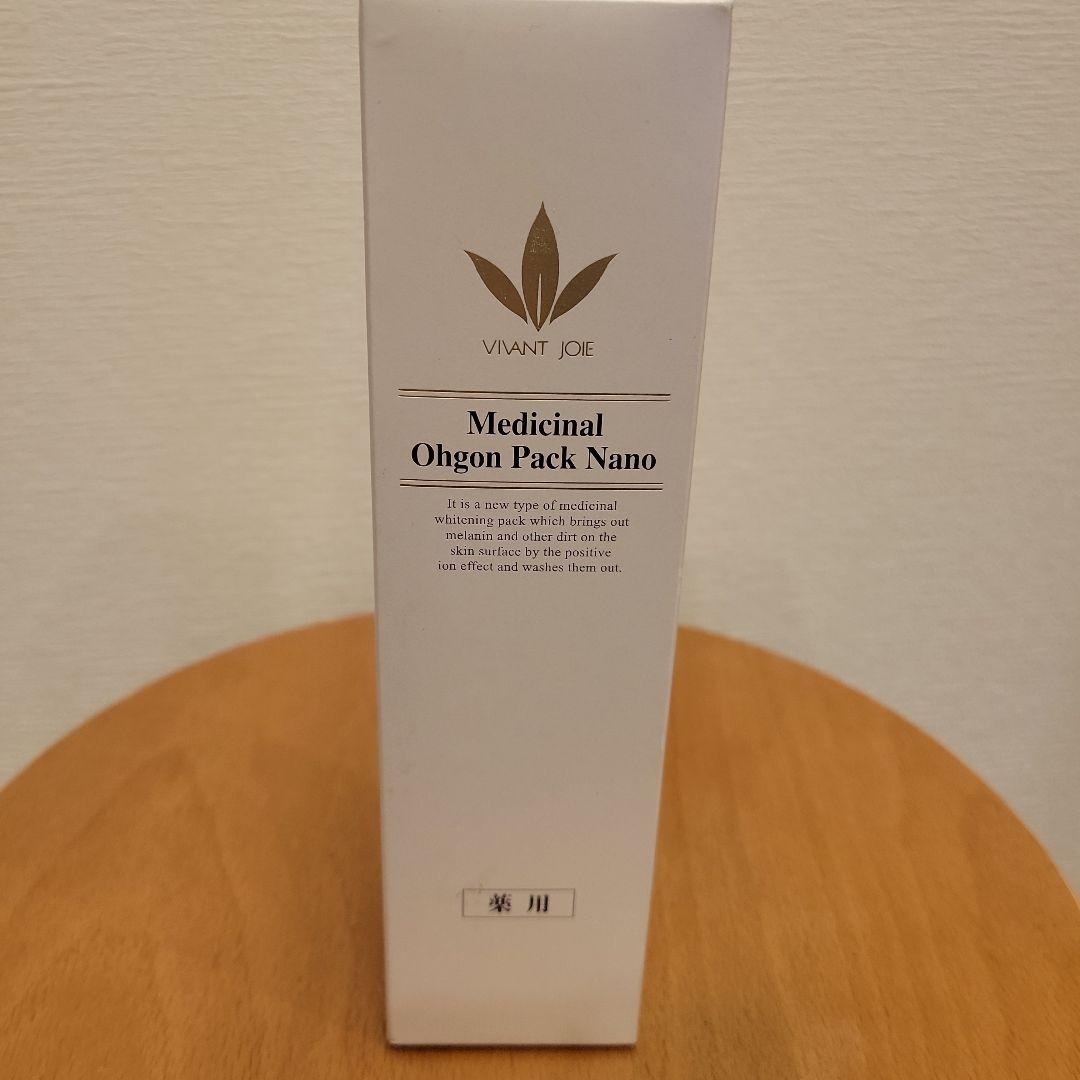 VIVANT JOIE
Medicinal
Ohgon Pack Nano
It is a new type of medicinal
whitening pack which brings out
melanin and other dirt on the
skin surface by the positive
ion effect and washes them out.
薬用